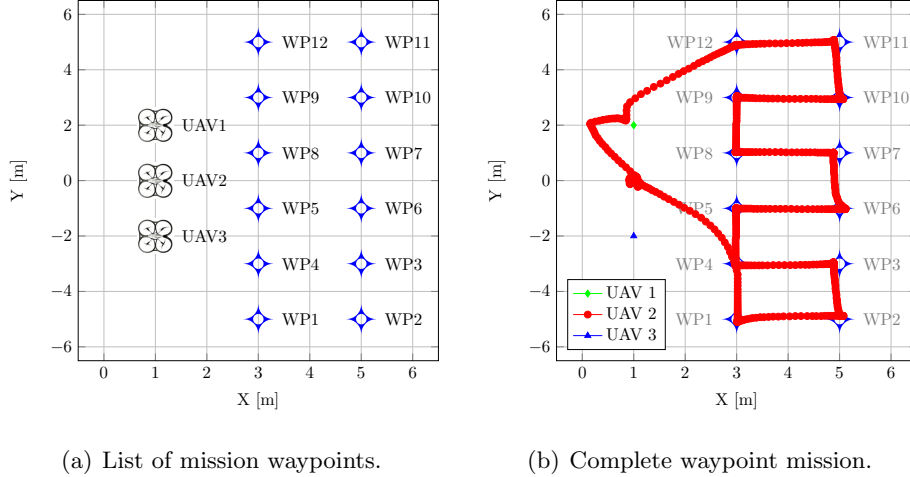 6
4
2
0
−2
−4
−6
Y [m]
WP12 WP11
WP9 WP10
UAV1
WP8 WP7
UAV2
WP5 WP6
UAV3
WP4 WP3
WP1 WP2
0 1 2 3 4 5 6
X [m]
(a) List of mission waypoints.
6
4
2
0
−2
−4
−6
Y [m]
WP12 WP11
WP9 WP10
WP8 WP7
WP5 WP6
WP4 WP3
WP1 WP2
UAV 1
UAV 2
UAV 3
0 1 2 3 4 5 6
X [m]
(b) Complete waypoint mission.